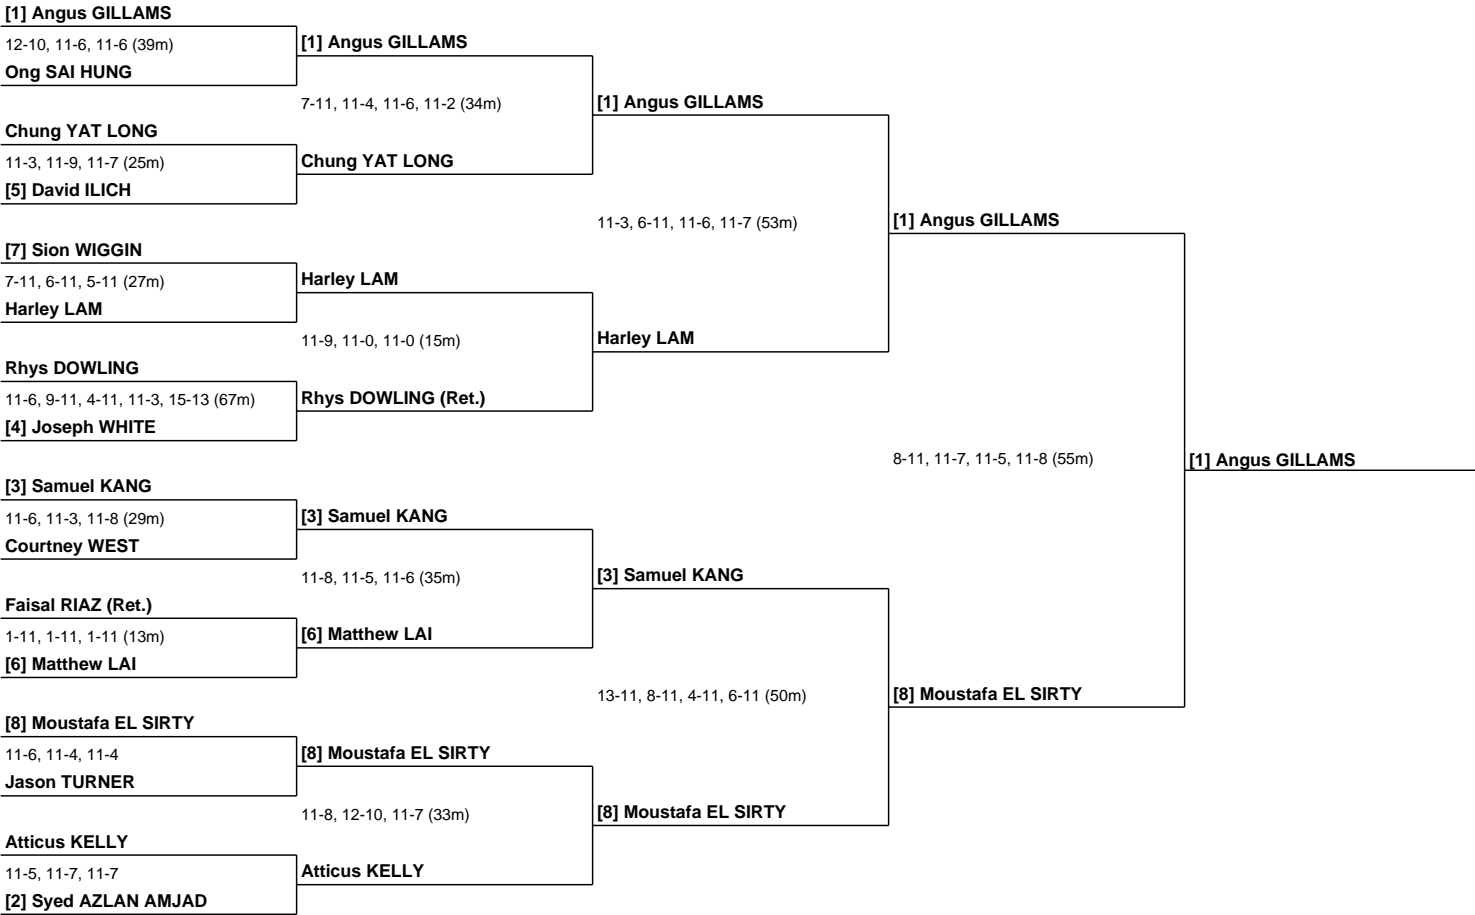 [1] Angus GILLAMS
12-10, 11-6, 11-6 (39m)
Ong SAI HUNG
Chung YAT LONG
11-3, 11-9, 11-7 (25m)
[5] David ILICH
[7] Sion WIGGIN
7-11, 6-11, 5-11 (27m)
Harley LAM
Rhys DOWLING
11-6, 9-11, 4-11, 11-3, 15-13 (67m)
[4] Joseph WHITE
[3] Samuel KANG
11-6, 11-3, 11-8 (29m)
Courtney WEST
Faisal RIAZ (Ret.)
1-11, 1-11, 1-11 (13m)
[6] Matthew LAI
[8] Moustafa EL SIRTY
11-6, 11-4, 11-4
Jason TURNER
Atticus KELLY
11-5, 11-7, 11-7
[2] Syed AZLAN AMJAD
[1] Angus GILLAMS
7-11, 11-4, 11-6, 11-2 (34m)
Chung YAT LONG
Harley LAM
11-9, 11-0, 11-0 (15m)
Rhys DOWLING (Ret.)
[3] Samuel KANG
11-8, 11-5, 11-6 (35m)
[6] Matthew LAI
[8] Moustafa EL SIRTY
11-8, 12-10, 11-7 (33m)
Atticus KELLY
[1] Angus GILLAMS
11-3, 6-11, 11-6, 11-7 (53m)
Harley LAM
[3] Samuel KANG
13-11, 8-11, 4-11, 6-11 (50m)
[8] Moustafa EL SIRTY
[1] Angus GILLAMS
8-11, 11-7, 11-5, 11-8 (55m)
[8] Moustafa EL SIRTY
[1] Angus GILLAMS